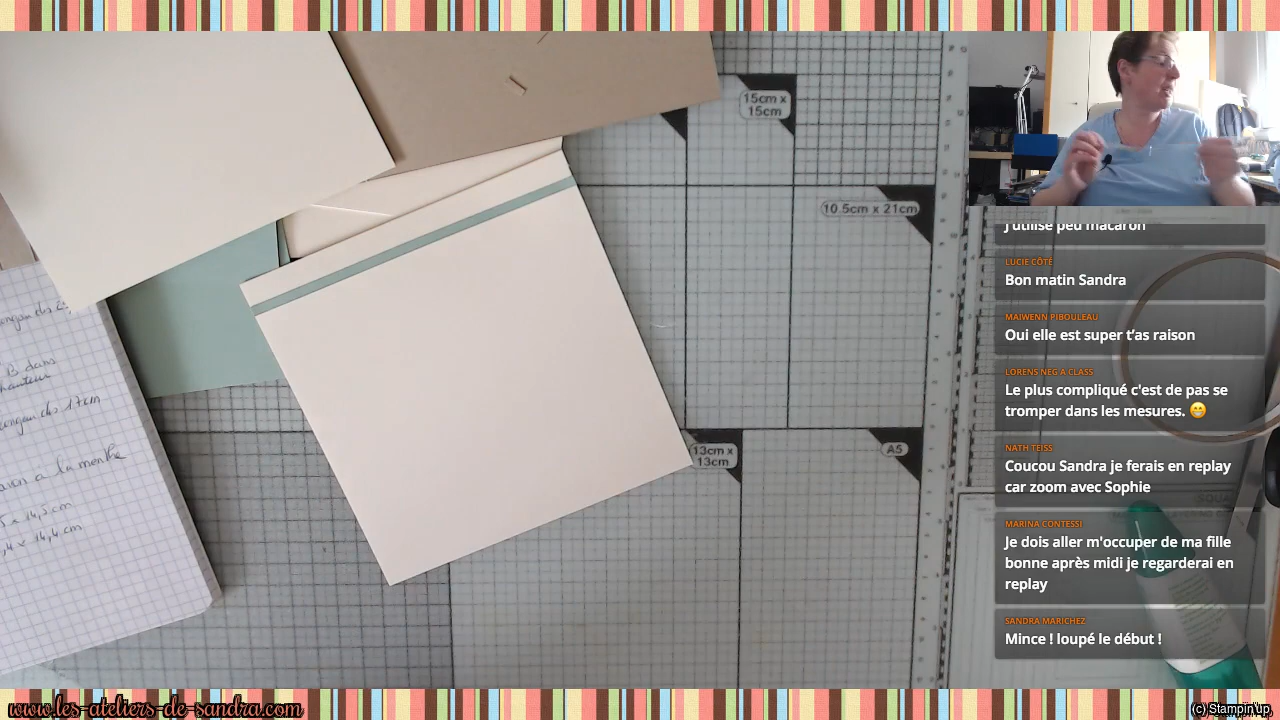 15cm x
15cm
10.5cm x 21cm
13cm x
13cm
A5
B dans
hauteur
à la menthe
J'utilise peu macaron
LUCIE CÔTÉ
Bon matin Sandra
MAIWENN PIBOULEAU
Oui elle est super t'as raison
LORENS NEG A CLASS
Le plus compliqué c'est de pas se
tromper dans les mesures. 😁
NATH TEISS
Coucou Sandra je ferais en replay
car zoom avec Sophie
MARINA CONTESSI
Je dois aller m'occuper de ma fille
bonne après midi je regarderai en
replay
SANDRA MARICHEZ
Mince ! loupé le début !
www.les-ateliers-de-sandra.com
(c) Stampin'up